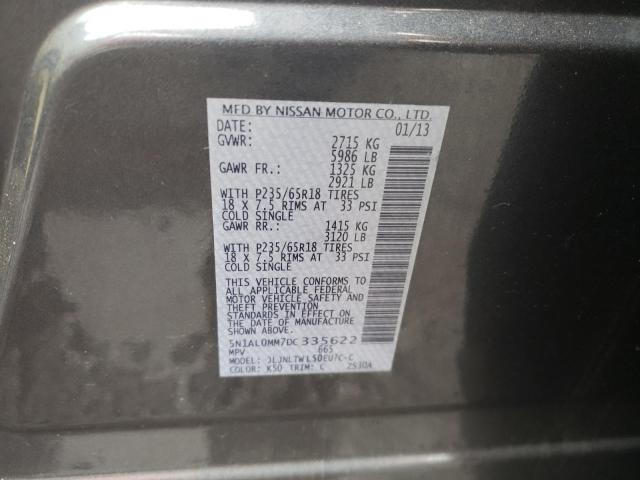 MFD BY NISSAN MOTOR CO., LTD.
DATE: 01/13
GVWR: 2715 KG
5986 LB
GAWR FR.: 1325 KG
2921 LB
WITH P235/65R18 TIRES
18 X 7.5 RIMS AT 33 PSI
COLD SINGLE
GAWR RR.: 1415 KG
3120 LB
WITH P235/65R18 TIRES
18 X 7.5 RIMS AT 33 PSI
COLD SINGLE
THIS VEHICLE CONFORMS TO
ALL APPLICABLE FEDERAL
MOTOR VEHICLE SAFETY AND
THEFT PREVENTION
STANDARDS IN EFFECT ON
THE DATE OF MANUFACTURE
SHOWN ABOVE.
5N1AL0MM7DC335622
MPV 665
MODEL: JLJNLTWL50EU7C-C
COLOR: K50 TRIM: C 2S30A